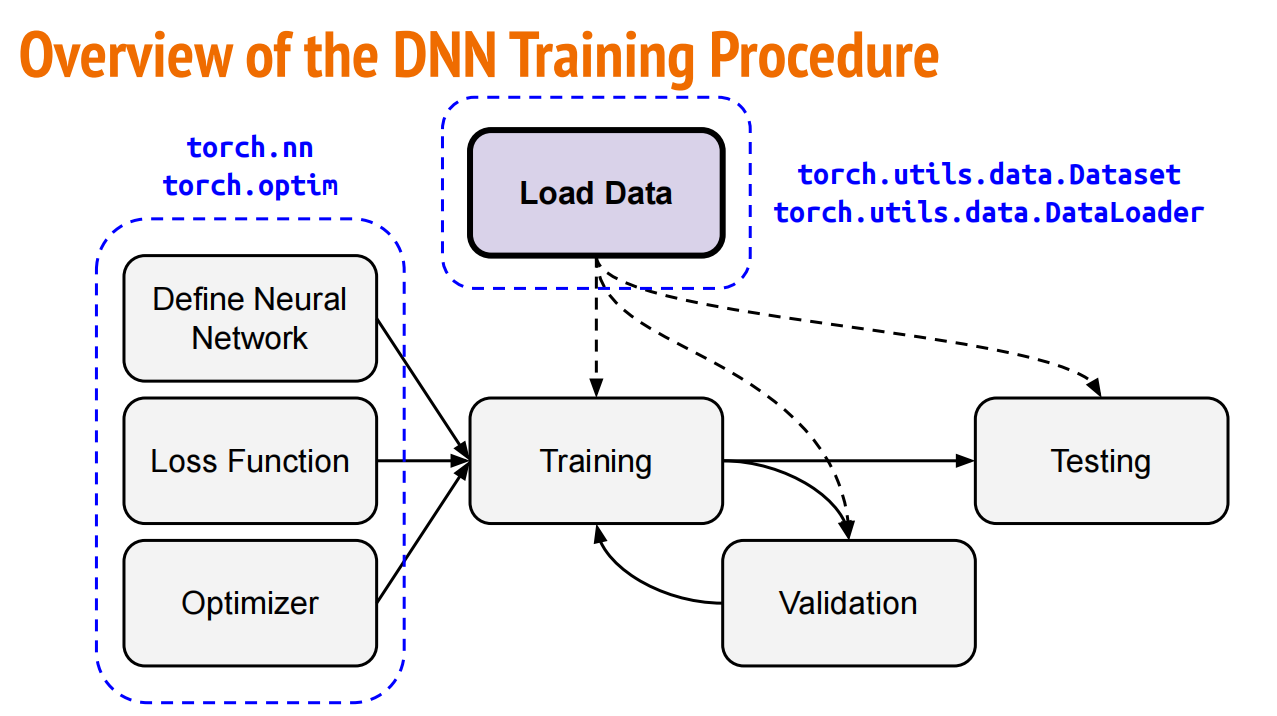 Overview of the DNN Training Procedure
torch.nn
torch.optim
Load Data
torch.utils.data.Dataset
torch.utils.data.DataLoader
Define Neural
Network
Loss Function
Optimizer
Training
Testing
Validation